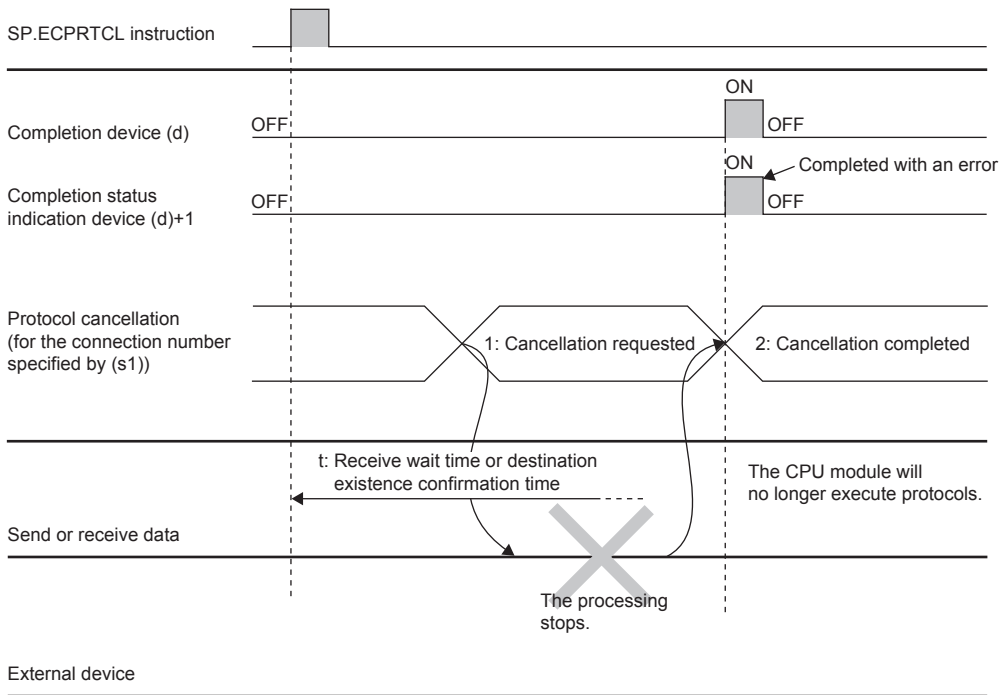 SP.ECPRTCL instruction
ON
Completion device (d)
OFF
OFF
ON
Completed with an error
Completion status
indication device (d)+1
OFF
OFF
Protocol cancellation
(for the connection number
specified by (s1))
1: Cancellation requested
2: Cancellation completed
t: Receive wait time or destination
existence confirmation time
The CPU module will
no longer execute protocols.
Send or receive data
The processing
stops.
External device